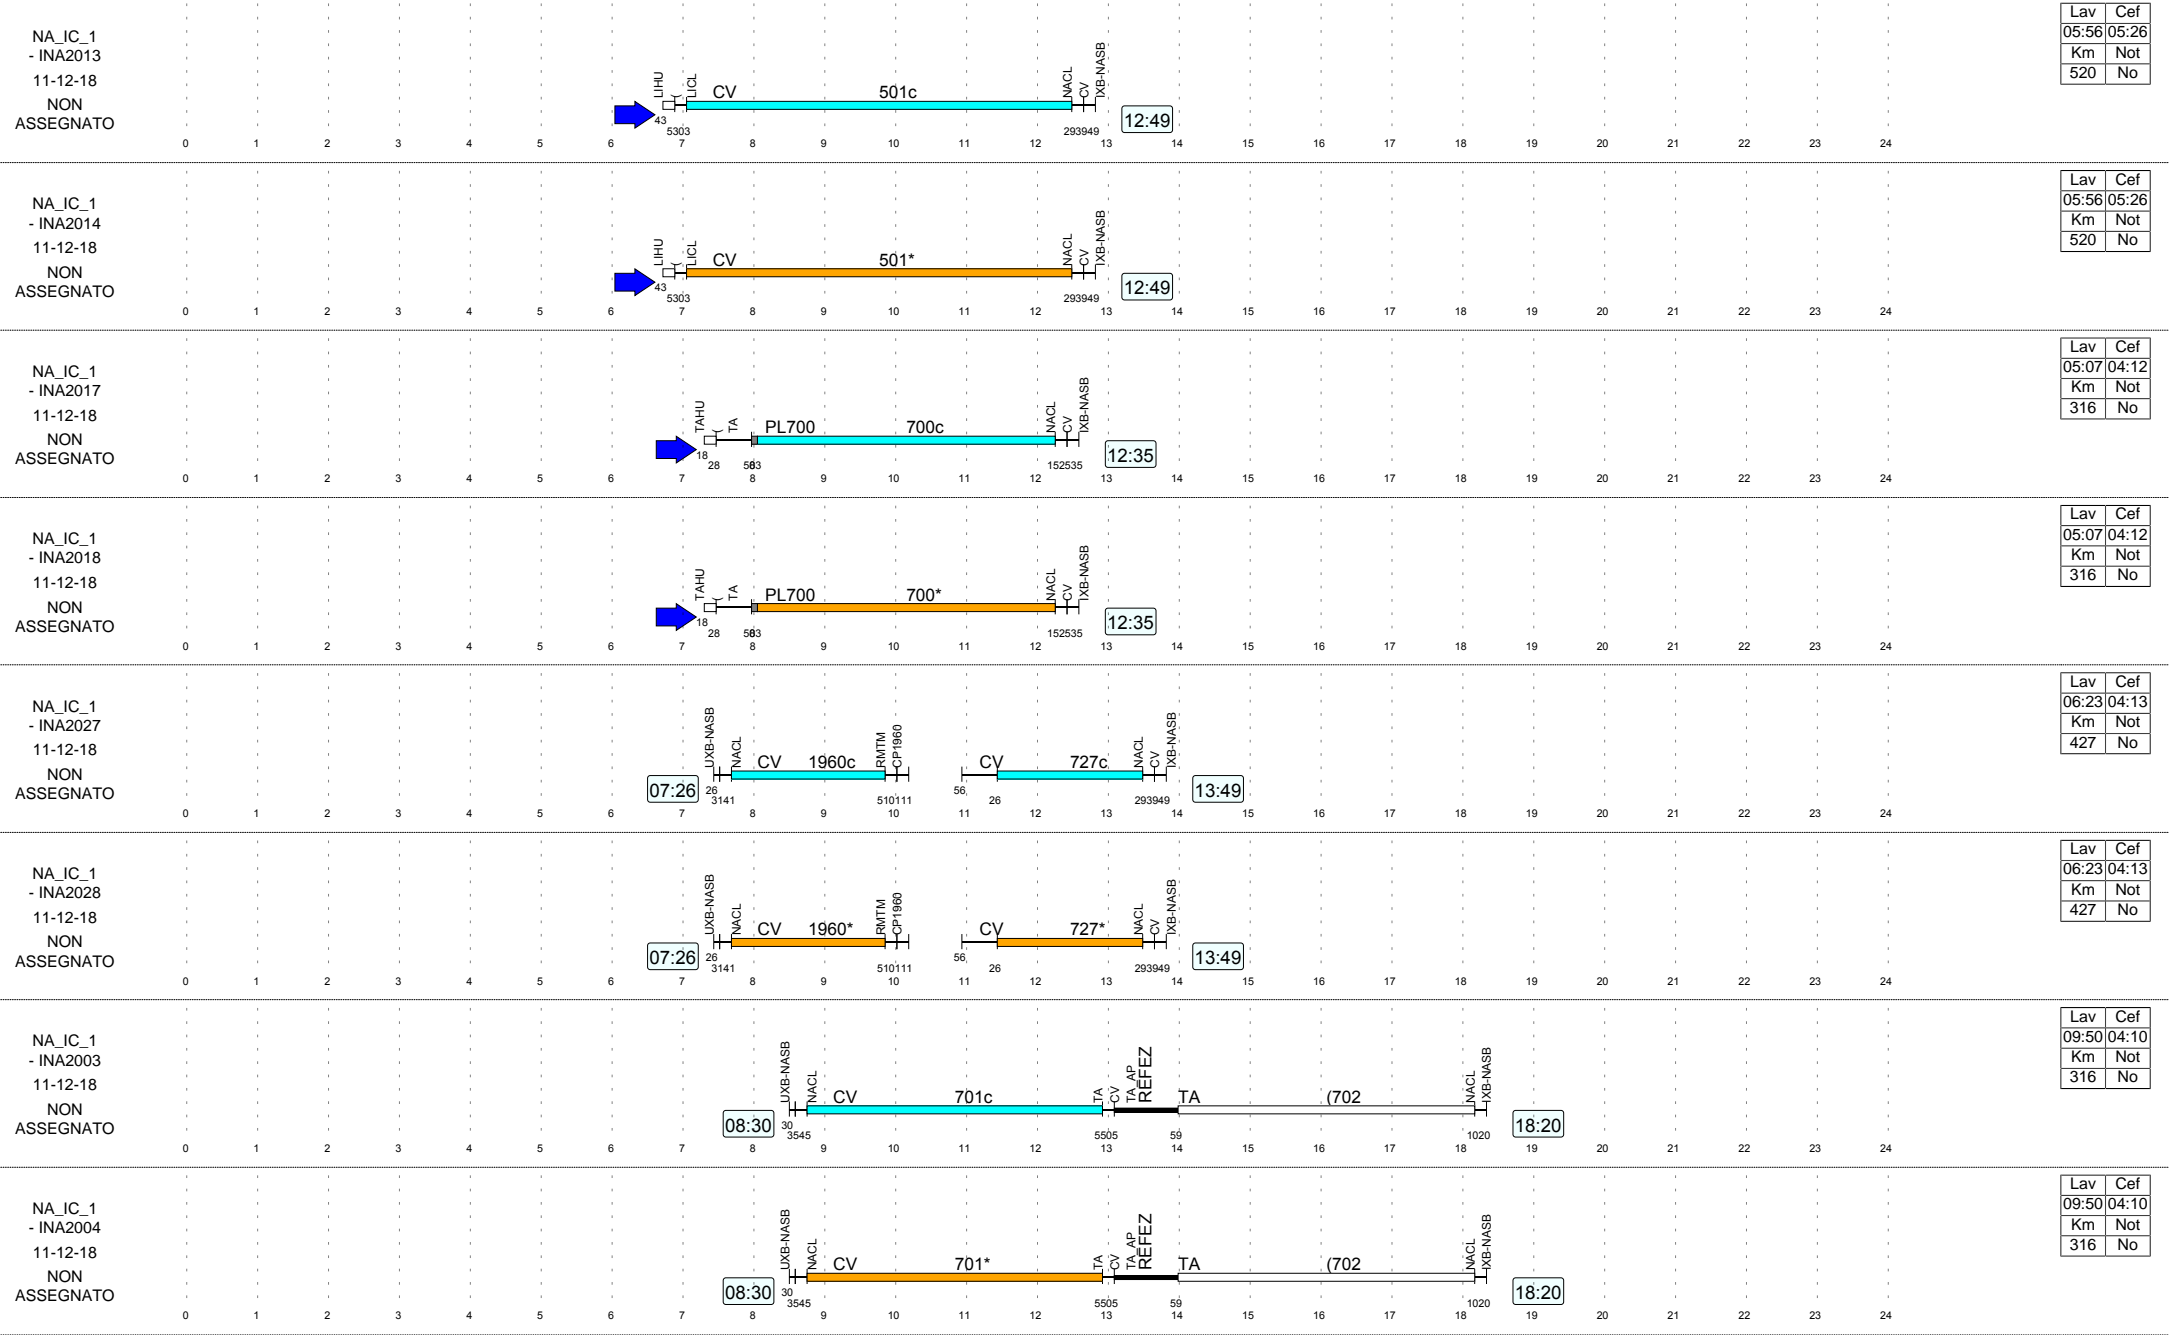 NA_IC_1
- INA2013
11-12-18
NON
ASSEGNATO
LIHU ( LICL CV 501c NACL CV IXB-NASB
43 5303 293949 12:49
0 1 2 3 4 5 6 7 8 9 10 11 12 13 14 15 16 17 18 19 20 21 22 23 24
Lav Cef
05:56 05:26
Km Not
520 No
NA_IC_1
- INA2014
11-12-18
NON
ASSEGNATO
LIHU ( LICL CV 501* NACL CV IXB-NASB
43 5303 293949 12:49
0 1 2 3 4 5 6 7 8 9 10 11 12 13 14 15 16 17 18 19 20 21 22 23 24
Lav Cef
05:56 05:26
Km Not
520 No
NA_IC_1
- INA2017
11-12-18
NON
ASSEGNATO
TAHU ( TA PL700 700c NACL CV IXB-NASB
18 28 152535 12:35
0 1 2 3 4 5 6 7 8 9 10 11 12 13 14 15 16 17 18 19 20 21 22 23 24
Lav Cef
05:07 04:12
Km Not
316 No
NA_IC_1
- INA2018
11-12-18
NON
ASSEGNATO
TAHU ( TA PL700 700* NACL CV IXB-NASB
18 28 152535 12:35
0 1 2 3 4 5 6 7 8 9 10 11 12 13 14 15 16 17 18 19 20 21 22 23 24
Lav Cef
05:07 04:12
Km Not
316 No
NA_IC_1
- INA2027
11-12-18
NON
ASSEGNATO
UXB-NASB NACL CV 1960c RMTM CP1960 CV 727c NACL CV IXB-NASB
07:26 26 3141 510111 56 26 293949 13:49
0 1 2 3 4 5 6 7 8 9 10 11 12 13 14 15 16 17 18 19 20 21 22 23 24
Lav Cef
06:23 04:13
Km Not
427 No
NA_IC_1
- INA2028
11-12-18
NON
ASSEGNATO
UXB-NASB NACL CV 1960* RMTM CP1960 CV 727* NACL CV IXB-NASB
07:26 26 3141 510111 56 26 293949 13:49
0 1 2 3 4 5 6 7 8 9 10 11 12 13 14 15 16 17 18 19 20 21 22 23 24
Lav Cef
06:23 04:13
Km Not
427 No
NA_IC_1
- INA2003
11-12-18
NON
ASSEGNATO
UXB-NASB NACL CV 701c TA CV TA_AP REFEZ TA (702 NACL IXB-NASB
08:30 30 3545 5505 59 1020 18:20
0 1 2 3 4 5 6 7 8 9 10 11 12 13 14 15 16 17 18 19 20 21 22 23 24
Lav Cef
09:50 04:10
Km Not
316 No
NA_IC_1
- INA2004
11-12-18
NON
ASSEGNATO
UXB-NASB NACL CV 701* TA CV TA_AP REFEZ TA (702 NACL IXB-NASB
08:30 30 3545 5505 59 1020 18:20
0 1 2 3 4 5 6 7 8 9 10 11 12 13 14 15 16 17 18 19 20 21 22 23 24
Lav Cef
09:50 04:10
Km Not
316 No